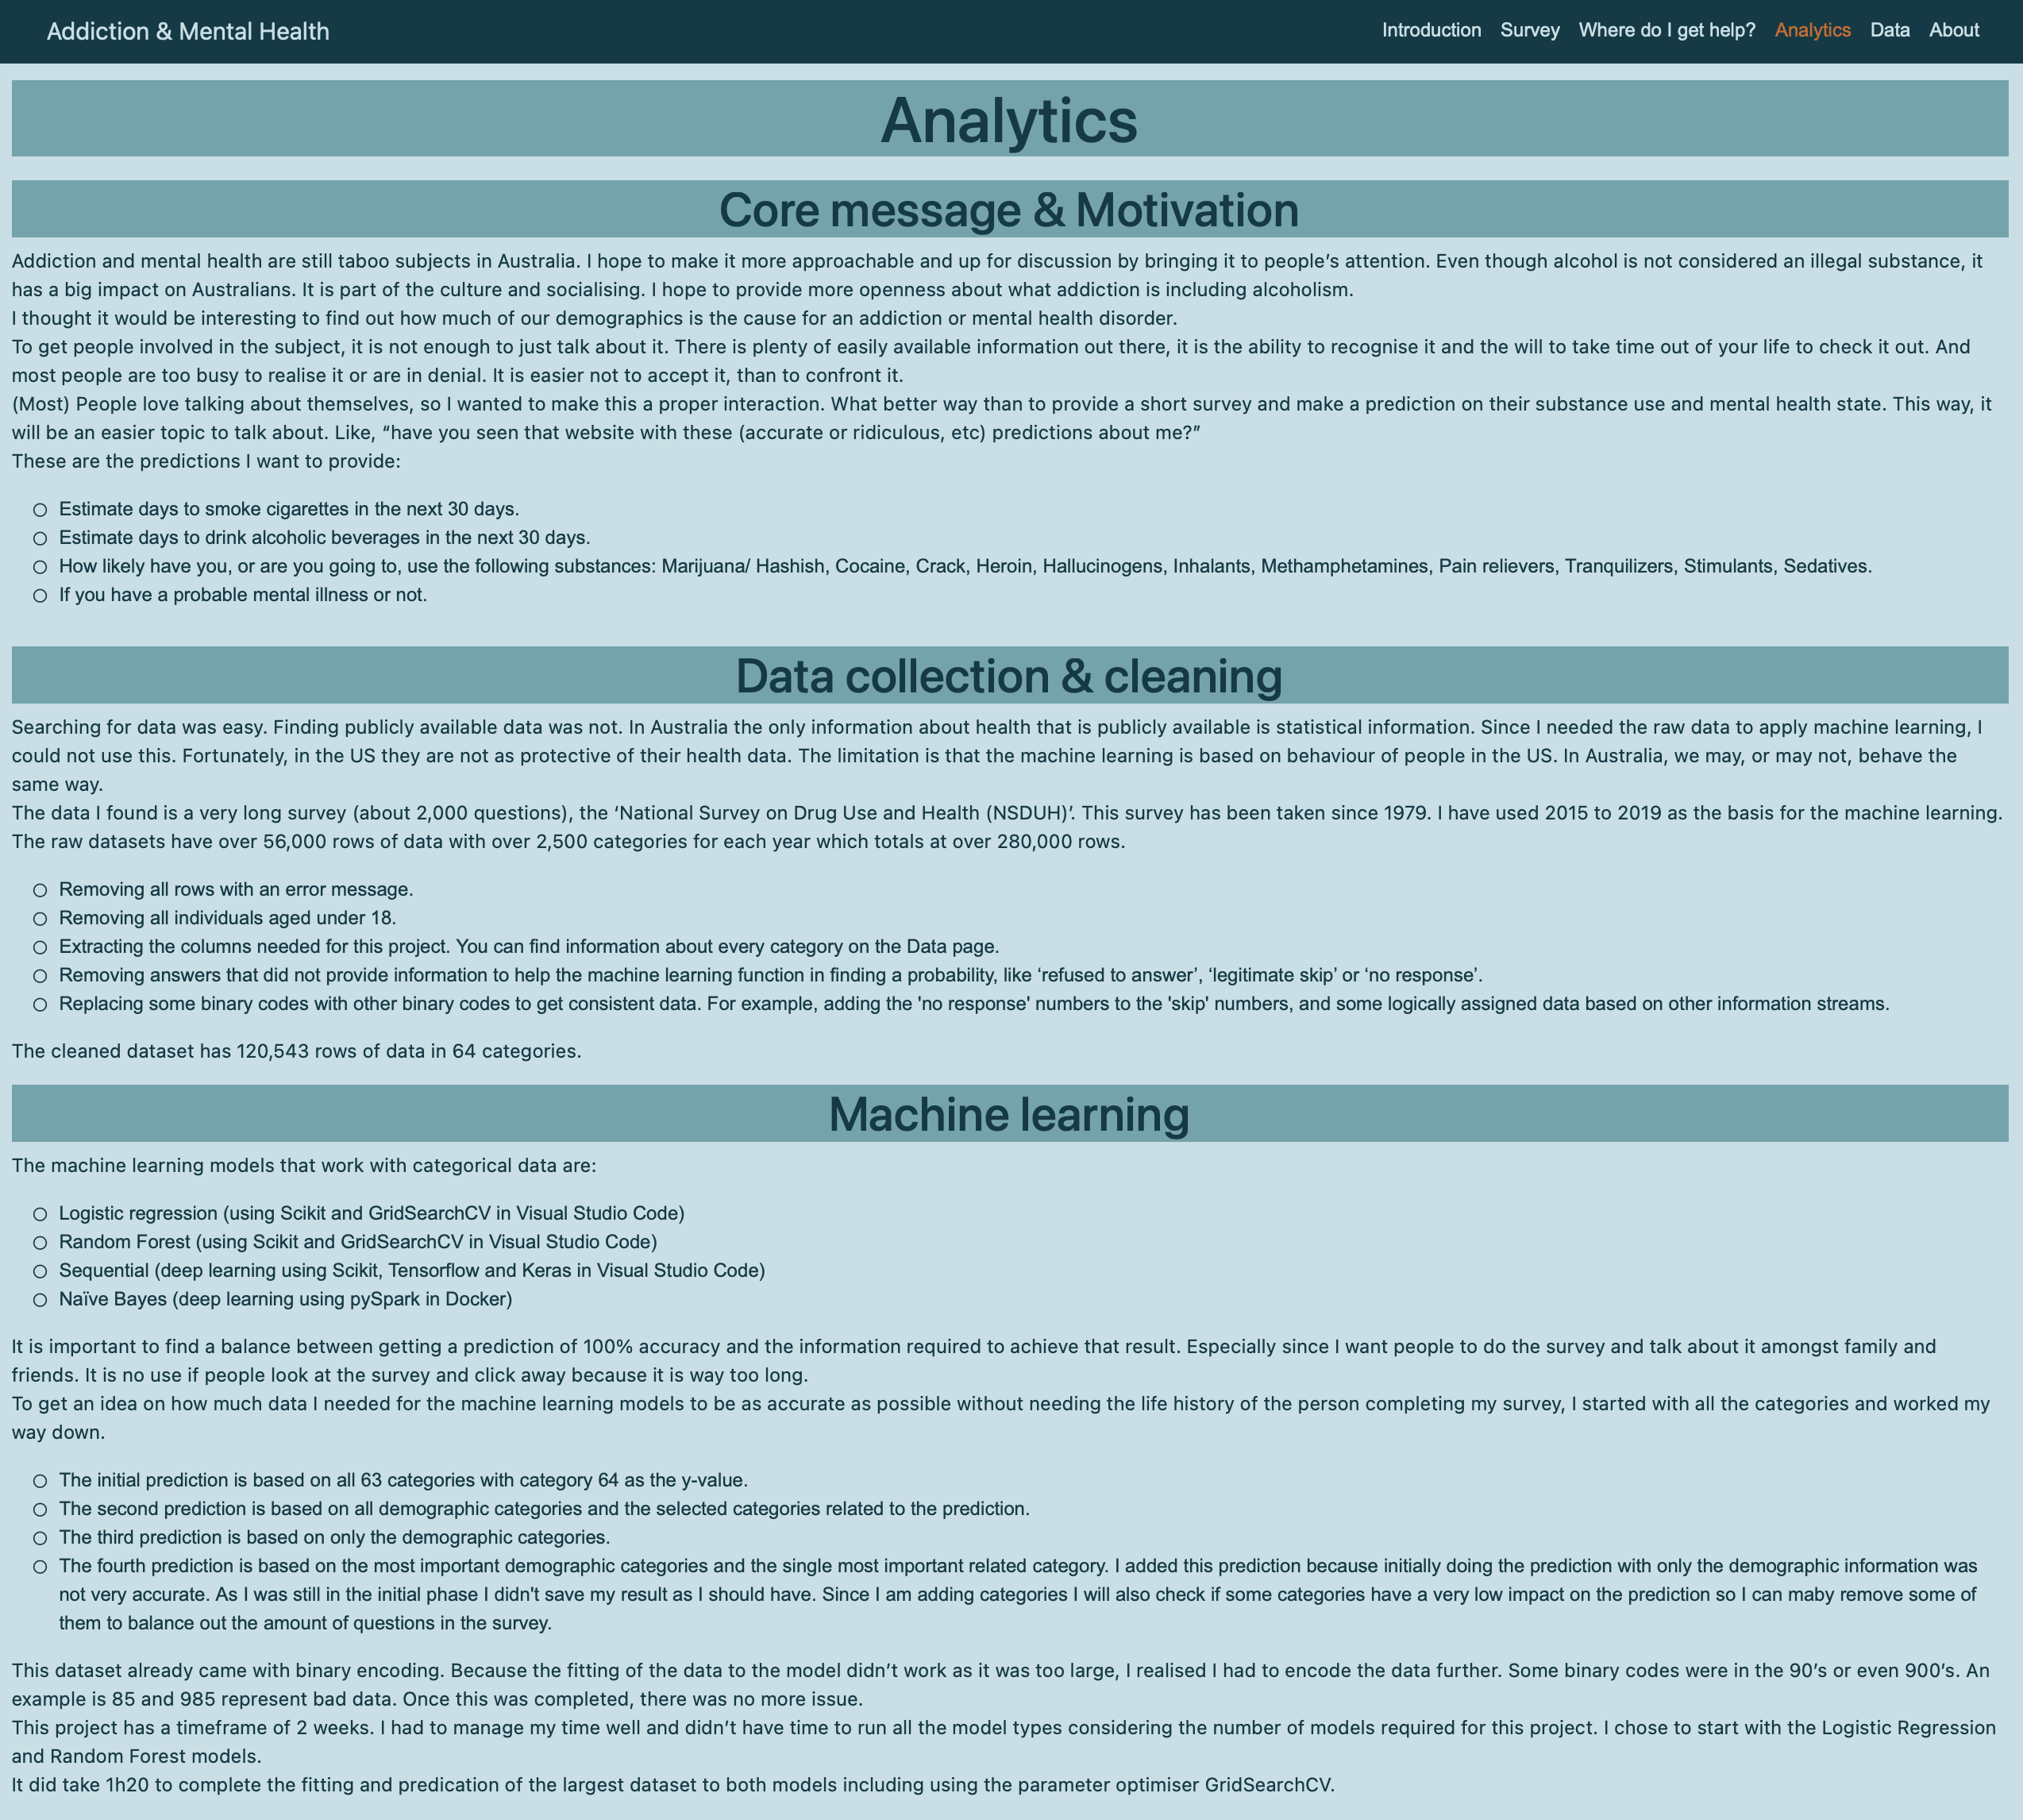 Addiction & Mental Health
Introduction Survey Where do I get help? Analytics Data About
Analytics
Core message & Motivation
Addiction and mental health are still taboo subjects in Australia. I hope to make it more approachable and up for discussion by bringing it to people’s attention. Even though alcohol is not considered an illegal substance, it
has a big impact on Australians. It is part of the culture and socialising. I hope to provide more openness about what addiction is including alcoholism.
I thought it would be interesting to find out how much of our demographics is the cause for an addiction or mental health disorder.
To get people involved in the subject, it is not enough to just talk about it. There is plenty of easily available information out there, it is the ability to recognise it and the will to take time out of your life to check it out. And
most people are too busy to realise it or are in denial. It is easier not to accept it, than to confront it.
(Most) People love talking about themselves, so I wanted to make this a proper interaction. What better way than to provide a short survey and make a prediction on their substance use and mental health state. This way, it
will be an easier topic to talk about. Like, “have you seen that website with these (accurate or ridiculous, etc) predictions about me?”
These are the predictions I want to provide:
Estimate days to smoke cigarettes in the next 30 days.
Estimate days to drink alcoholic beverages in the next 30 days.
How likely have you, or are you going to, use the following substances: Marijuana/ Hashish, Cocaine, Crack, Heroin, Hallucinogens, Inhalants, Methamphetamines, Pain relievers, Tranquilizers, Stimulants, Sedatives.
If you have a probable mental illness or not.
Data collection & cleaning
Searching for data was easy. Finding publicly available data was not. In Australia the only information about health that is publicly available is statistical information. Since I needed the raw data to apply machine learning, I
could not use this. Fortunately, in the US they are not as protective of their health data. The limitation is that the machine learning is based on behaviour of people in the US. In Australia, we may, or may not, behave the
same way.
The data I found is a very long survey (about 2,000 questions), the ‘National Survey on Drug Use and Health (NSDUH)’. This survey has been taken since 1979. I have used 2015 to 2019 as the basis for the machine learning.
The raw datasets have over 56,000 rows of data with over 2,500 categories for each year which totals at over 280,000 rows.
Removing all rows with an error message.
Removing all individuals aged under 18.
Extracting the columns needed for this project. You can find information about every category on the Data page.
Removing answers that did not provide information to help the machine learning function in finding a probability, like ‘refused to answer’, ‘legitimate skip’ or ‘no response’.
Replacing some binary codes with other binary codes to get consistent data. For example, adding the 'no response' numbers to the 'skip' numbers, and some logically assigned data based on other information streams.
The cleaned dataset has 120,543 rows of data in 64 categories.
Machine learning
The machine learning models that work with categorical data are:
Logistic regression (using Scikit and GridSearchCV in Visual Studio Code)
Random Forest (using Scikit and GridSearchCV in Visual Studio Code)
Sequential (deep learning using Scikit, Tensorflow and Keras in Visual Studio Code)
Naïve Bayes (deep learning using pySpark in Docker)
It is important to find a balance between getting a prediction of 100% accuracy and the information required to achieve that result. Especially since I want people to do the survey and talk about it amongst family and
friends. It is no use if people look at the survey and click away because it is way too long.
To get an idea on how much data I needed for the machine learning models to be as accurate as possible without needing the life history of the person completing my survey, I started with all the categories and worked my
way down.
The initial prediction is based on all 63 categories with category 64 as the y-value.
The second prediction is based on all demographic categories and the selected categories related to the prediction.
The third prediction is based on only the demographic categories.
The fourth prediction is based on the most important demographic categories and the single most important related category. I added this prediction because initially doing the prediction with only the demographic information was
not very accurate. As I was still in the initial phase I didn't save my result as I should have. Since I am adding categories I will also check if some categories have a very low impact on the prediction so I can maby remove some of
them to balance out the amount of questions in the survey.
This dataset already came with binary encoding. Because the fitting of the data to the model didn’t work as it was too large, I realised I had to encode the data further. Some binary codes were in the 90’s or even 900’s. An
example is 85 and 985 represent bad data. Once this was completed, there was no more issue.
This project has a timeframe of 2 weeks. I had to manage my time well and didn’t have time to run all the model types considering the number of models required for this project. I chose to start with the Logistic Regression
and Random Forest models.
It did take 1h20 to complete the fitting and predication of the largest dataset to both models including using the parameter optimiser GridSearchCV.